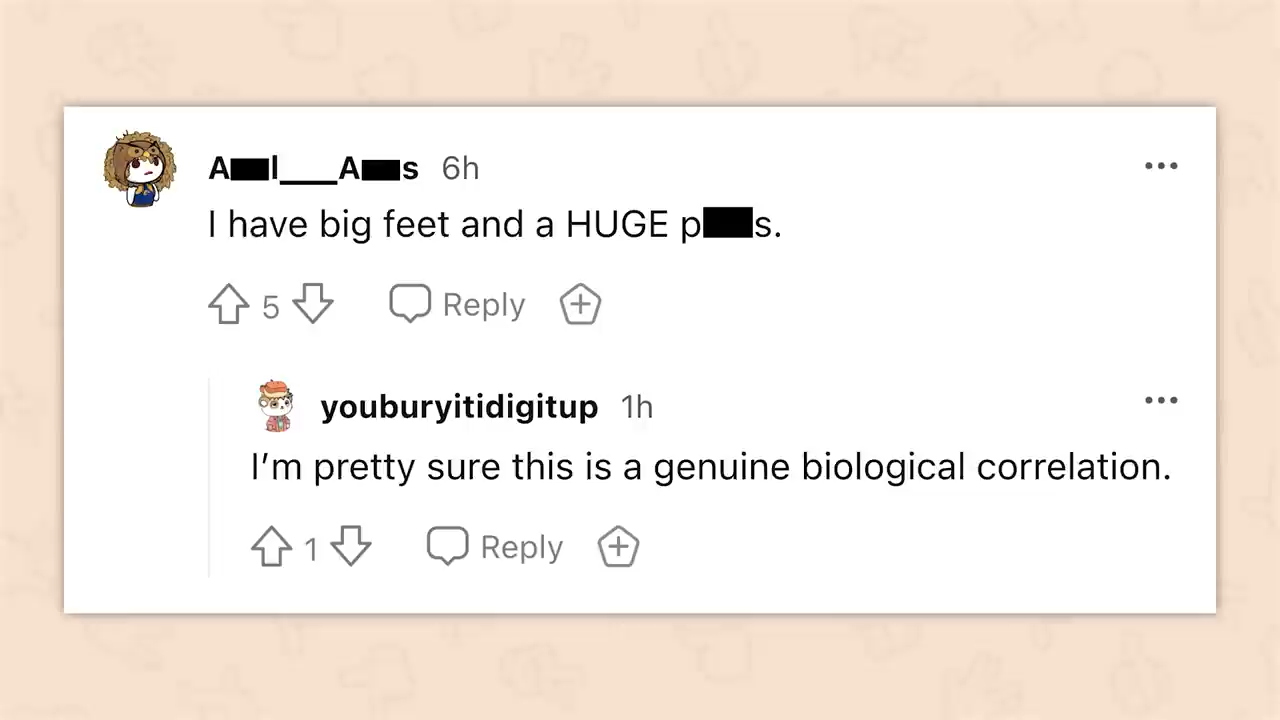 A█l___A█s 6h
I have big feet and a HUGE p█s.
5 Reply
youburyitidigitup 1h
I’m pretty sure this is a genuine biological correlation.
1 Reply